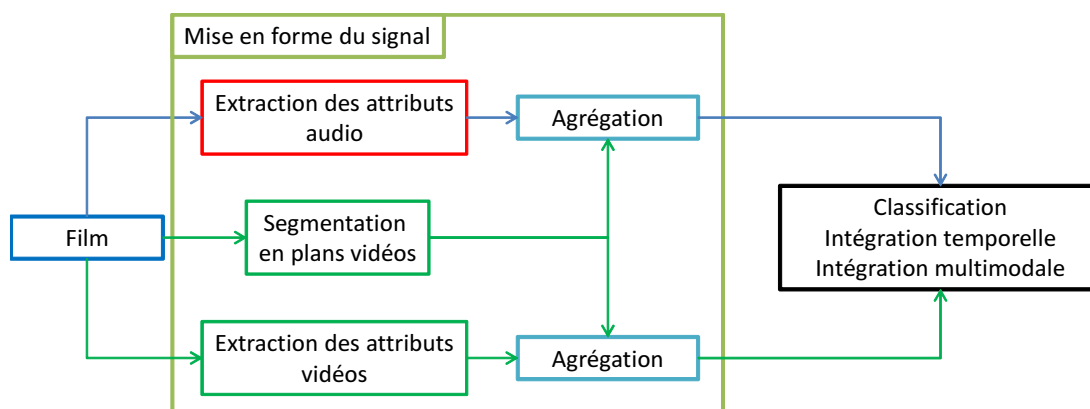 Mise en forme du signal
Extraction des attributs
audio
Agrégation
Film
Segmentation
en plans vidéos
Classification
Intégration temporelle
Intégration multimodale
Extraction des attributs
vidéos
Agrégation